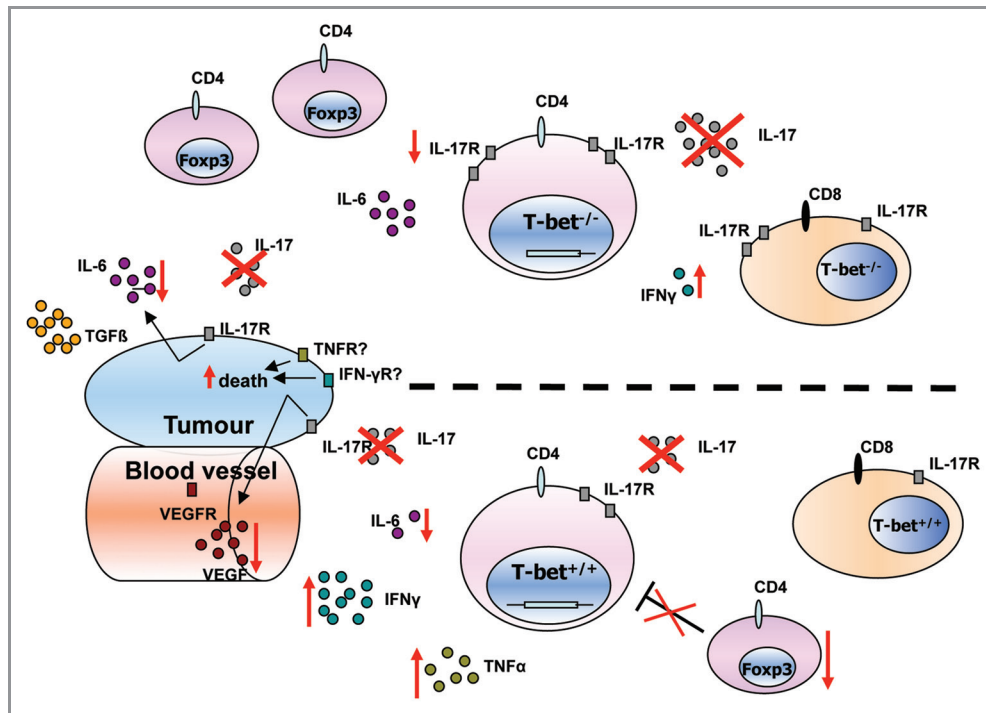 CD4
CD4
Foxp3
Foxp3
CD4
IL-17R
IL-17R
IL-17
IL-6
T-bet-/-
CD8
IL-17R
IL-17R
T-bet-/-
IFNγ
IL-6
IL-17
TGFß
IL-17R
TNFR?
death
IFN-γR?
Tumour
IL-17R
IL-17
Blood vessel
VEGFR
VEGF
CD4
IL-17
IL-17R
IL-6
T-bet+/+
CD8
IL-17R
T-bet+/+
IFNγ
TNFα
CD4
Foxp3